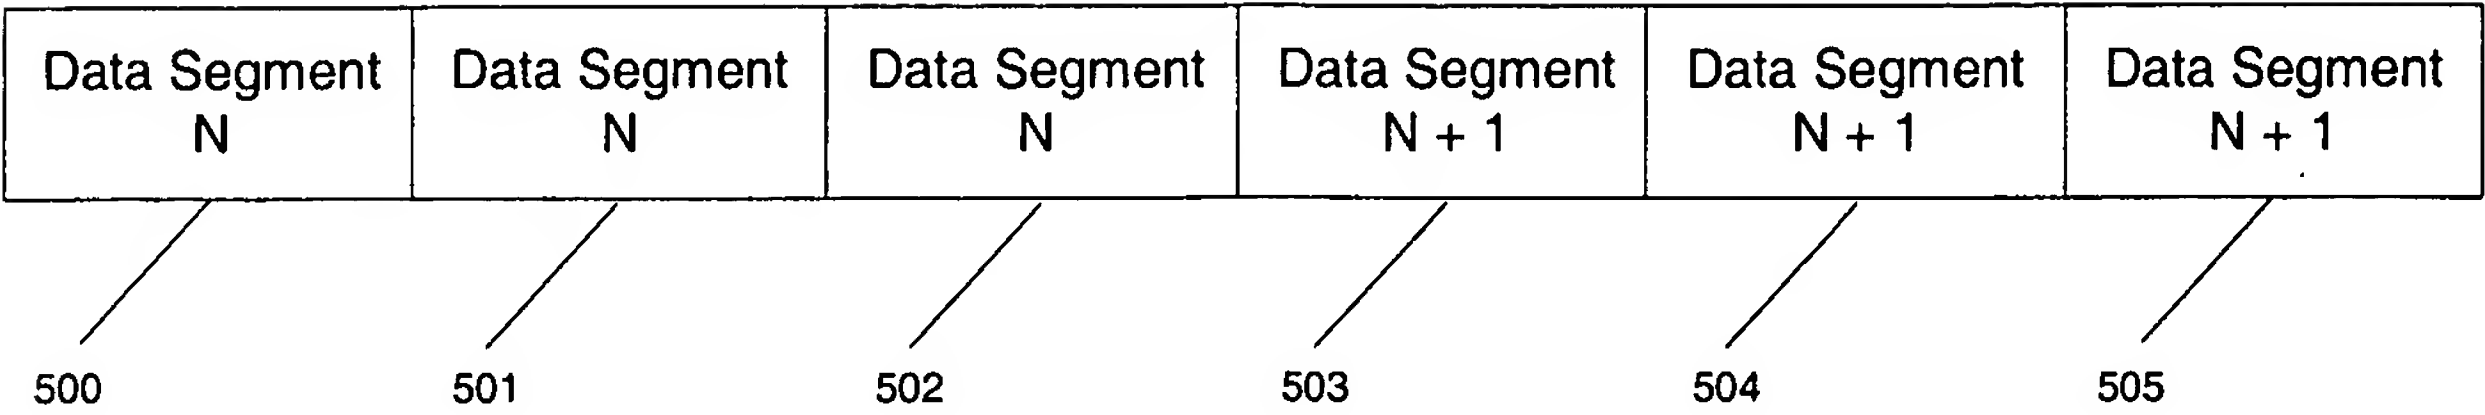 Data Segment
N
Data Segment
N
Data Segment
N
Data Segment
N + 1
Data Segment
N + 1
Data Segment
N + 1
500
501
502
503
504
505